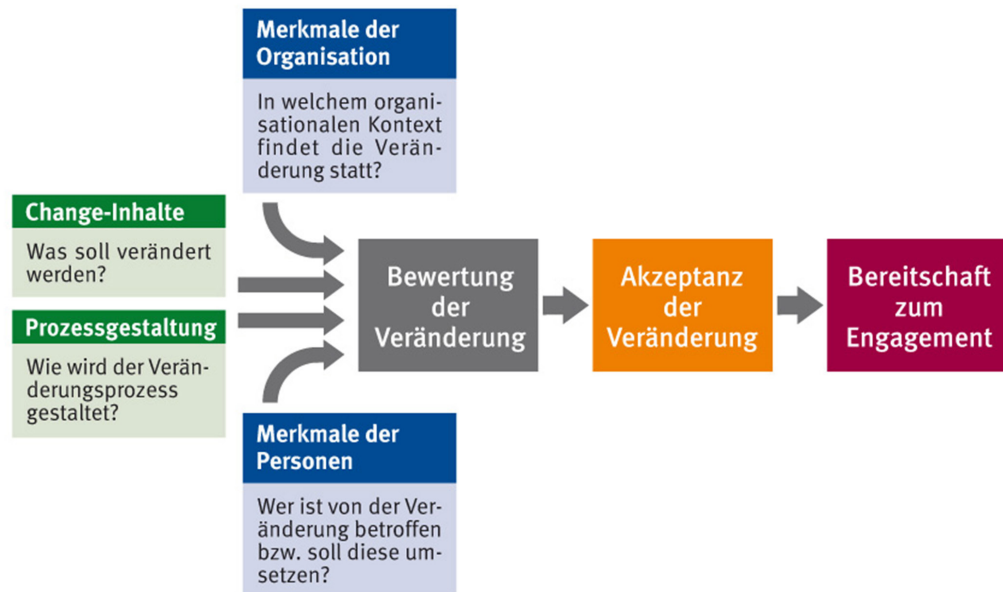 Merkmale der
Organisation
In welchem organi-
sationalen Kontext
findet die Verän-
derung statt?
Change-Inhalte
Was soll verändert
werden?
Prozessgestaltung
Wie wird der Verän-
derungsprozess
gestaltet?
Merkmale der
Personen
Wer ist von der Ver-
änderung betroffen
bzw. soll diese um-
setzen?
Bewertung
der
Veränderung
Akzeptanz
der
Veränderung
Bereitschaft
zum
Engagement